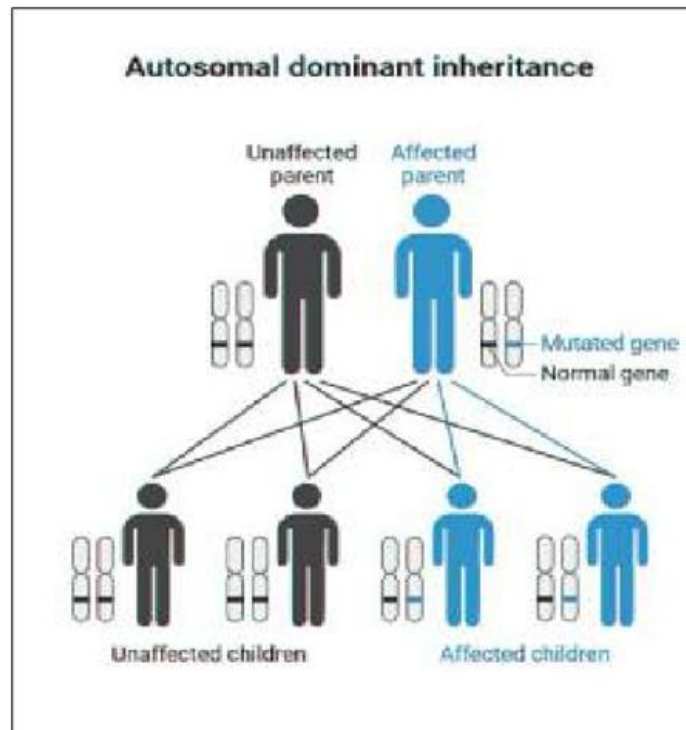 Autosomal dominant inheritance
Unaffected
parent
Affected
parent
Mutated gene
Normal gene
Unaffected children
Affected children